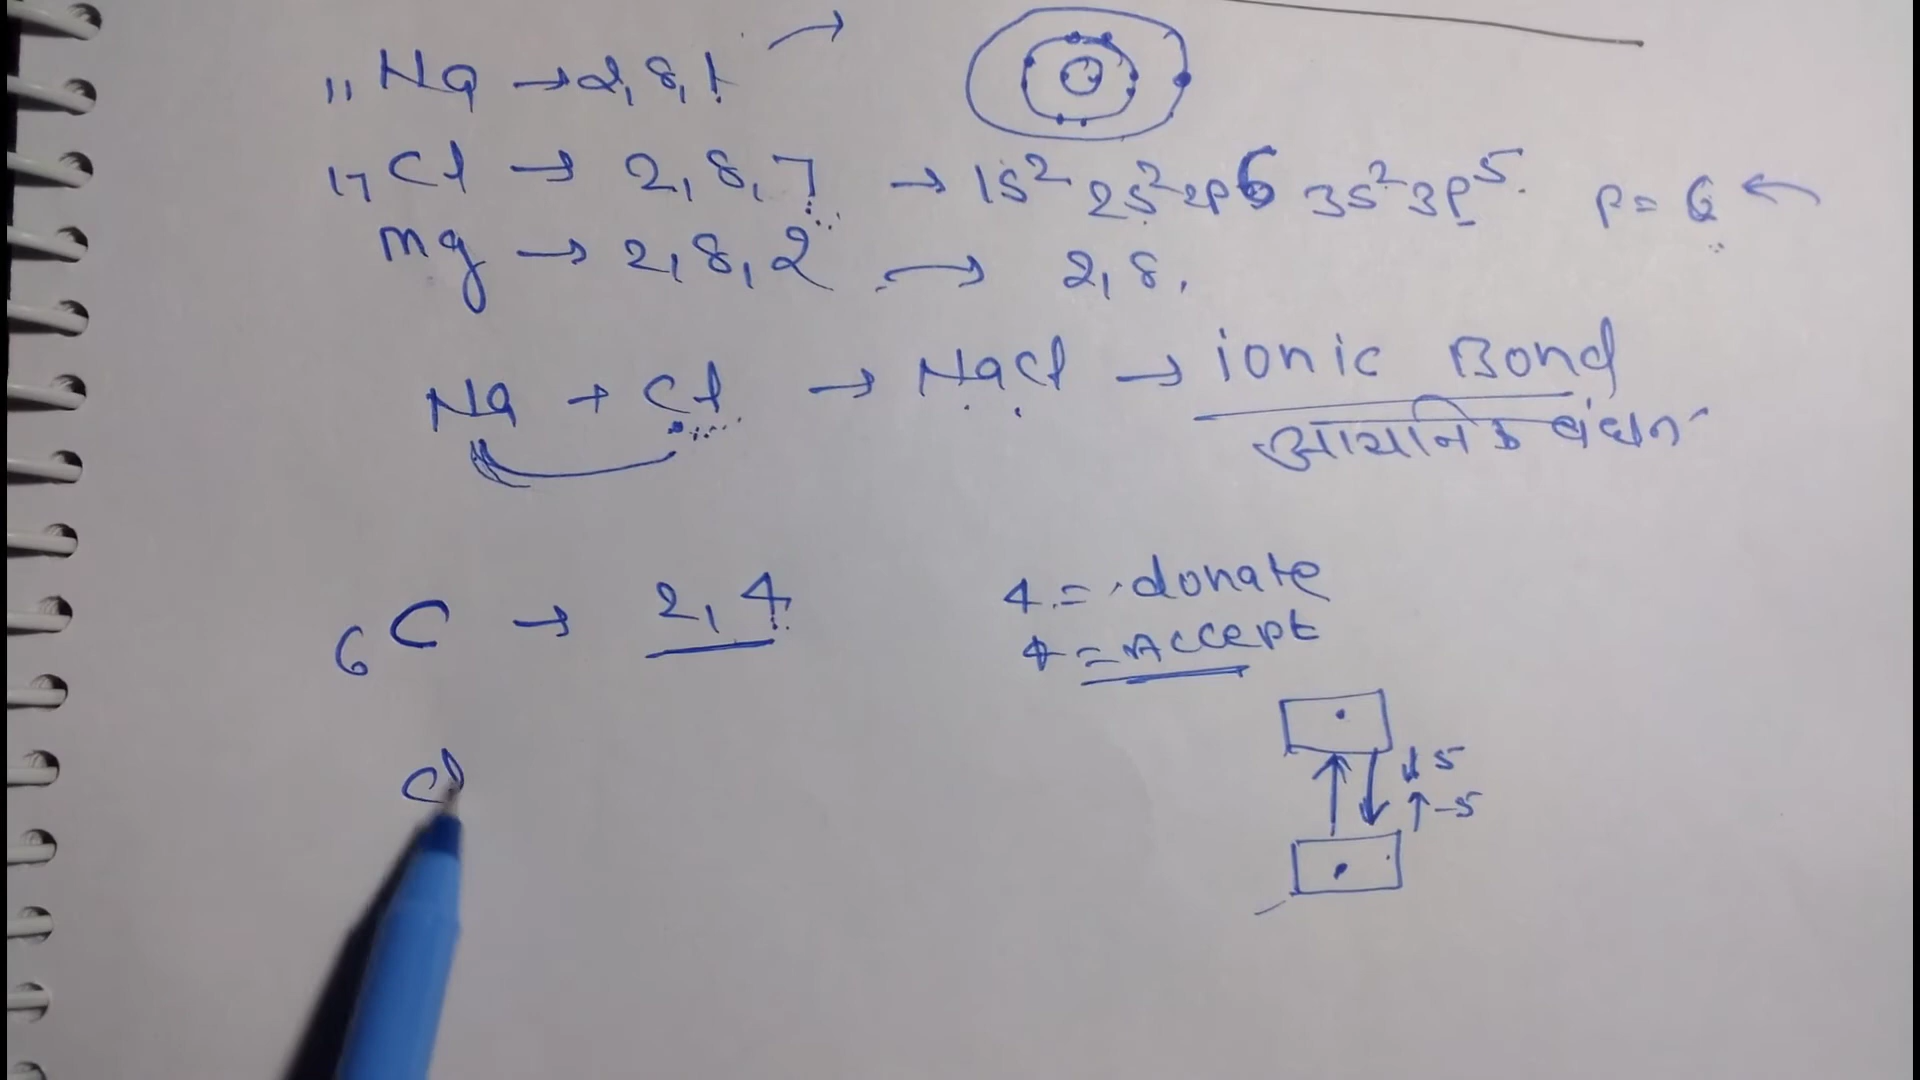 ₁₁Na → 2,8,1 →
₁₇Cl → 2,8,7 → 1s² 2s² 2p6 3s² 3p⁵ p = 6 ←
mg → 2,8,2 → 2,8,
Na + Cl → NaCl → ionic Bond
आयनिक बंधन
₆C → 2,4
4 = donate
4 = Accept
↓5
↑-5
Cl